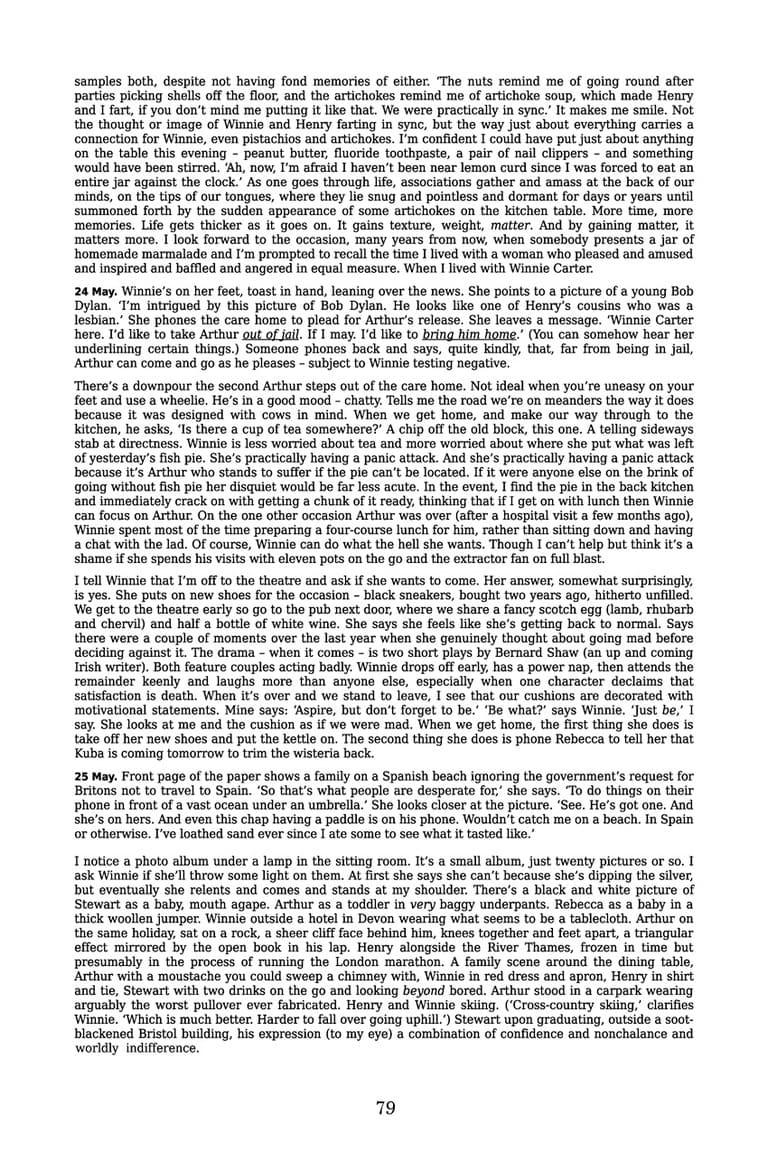 samples both, despite not having fond memories of either. ‘The nuts remind me of going round after
parties picking shells off the floor, and the artichokes remind me of artichoke soup, which made Henry
and I fart, if you don’t mind me putting it like that. We were practically in sync.’ It makes me smile. Not
the thought or image of Winnie and Henry farting in sync, but the way just about everything carries a
connection for Winnie, even pistachios and artichokes. I’m confident I could have put just about anything
on the table this evening – peanut butter, fluoride toothpaste, a pair of nail clippers – and something
would have been stirred. ‘Ah, now, I’m afraid I haven’t been near lemon curd since I was forced to eat an
entire jar against the clock.’ As one goes through life, associations gather and amass at the back of our
minds, on the tips of our tongues, where they lie snug and pointless and dormant for days or years until
summoned forth by the sudden appearance of some artichokes on the kitchen table. More time, more
memories. Life gets thicker as it goes on. It gains texture, weight, matter. And by gaining matter, it
matters more. I look forward to the occasion, many years from now, when somebody presents a jar of
homemade marmalade and I’m prompted to recall the time I lived with a woman who pleased and amused
and inspired and baffled and angered in equal measure. When I lived with Winnie Carter.
24 May. Winnie’s on her feet, toast in hand, leaning over the news. She points to a picture of a young Bob
Dylan. ‘I’m intrigued by this picture of Bob Dylan. He looks like one of Henry’s cousins who was a
lesbian.’ She phones the care home to plead for Arthur’s release. She leaves a message. ‘Winnie Carter
here. I’d like to take Arthur out of jail. If I may. I’d like to bring him home.’ (You can somehow hear her
underlining certain things.) Someone phones back and says, quite kindly, that, far from being in jail,
Arthur can come and go as he pleases – subject to Winnie testing negative.
There’s a downpour the second Arthur steps out of the care home. Not ideal when you’re uneasy on your
feet and use a wheelie. He’s in a good mood – chatty. Tells me the road we’re on meanders the way it does
because it was designed with cows in mind. When we get home, and make our way through to the
kitchen, he asks, ‘Is there a cup of tea somewhere?’ A chip off the old block, this one. A telling sideways
stab at directness. Winnie is less worried about tea and more worried about where she put what was left
of yesterday’s fish pie. She’s practically having a panic attack. And she’s practically having a panic attack
because it’s Arthur who stands to suffer if the pie can’t be located. If it were anyone else on the brink of
going without fish pie her disquiet would be far less acute. In the event, I find the pie in the back kitchen
and immediately crack on with getting a chunk of it ready, thinking that if I get on with lunch then Winnie
can focus on Arthur. On the one other occasion Arthur was over (after a hospital visit a few months ago),
Winnie spent most of the time preparing a four-course lunch for him, rather than sitting down and having
a chat with the lad. Of course, Winnie can do what the hell she wants. Though I can’t help but think it’s a
shame if she spends his visits with eleven pots on the go and the extractor fan on full blast.
I tell Winnie that I’m off to the theatre and ask if she wants to come. Her answer, somewhat surprisingly,
is yes. She puts on new shoes for the occasion – black sneakers, bought two years ago, hitherto unfilled.
We get to the theatre early so go to the pub next door, where we share a fancy scotch egg (lamb, rhubarb
and chervil) and half a bottle of white wine. She says she feels like she’s getting back to normal. Says
there were a couple of moments over the last year when she genuinely thought about going mad before
deciding against it. The drama – when it comes – is two short plays by Bernard Shaw (an up and coming
Irish writer). Both feature couples acting badly. Winnie drops off early, has a power nap, then attends the
remainder keenly and laughs more than anyone else, especially when one character declaims that
satisfaction is death. When it’s over and we stand to leave, I see that our cushions are decorated with
motivational statements. Mine says: ‘Aspire, but don’t forget to be.’ ‘Be what?’ says Winnie. ‘Just be,’ I
say. She looks at me and the cushion as if we were mad. When we get home, the first thing she does is
take off her new shoes and put the kettle on. The second thing she does is phone Rebecca to tell her that
Kuba is coming tomorrow to trim the wisteria back.
25 May. Front page of the paper shows a family on a Spanish beach ignoring the government’s request for
Britons not to travel to Spain. ‘So that’s what people are desperate for,’ she says. ‘To do things on their
phone in front of a vast ocean under an umbrella.’ She looks closer at the picture. ‘See. He’s got one. And
she’s on hers. And even this chap having a paddle is on his phone. Wouldn’t catch me on a beach. In Spain
or otherwise. I’ve loathed sand ever since I ate some to see what it tasted like.’
I notice a photo album under a lamp in the sitting room. It’s a small album, just twenty pictures or so. I
ask Winnie if she’ll throw some light on them. At first she says she can’t because she’s dipping the silver,
but eventually she relents and comes and stands at my shoulder. There’s a black and white picture of
Stewart as a baby, mouth agape. Arthur as a toddler in very baggy underpants. Rebecca as a baby in a
thick woollen jumper. Winnie outside a hotel in Devon wearing what seems to be a tablecloth. Arthur on
the same holiday, sat on a rock, a sheer cliff face behind him, knees together and feet apart, a triangular
effect mirrored by the open book in his lap. Henry alongside the River Thames, frozen in time but
presumably in the process of running the London marathon. A family scene around the dining table,
Arthur with a moustache you could sweep a chimney with, Winnie in red dress and apron, Henry in shirt
and tie, Stewart with two drinks on the go and looking beyond bored. Arthur stood in a carpark wearing
arguably the worst pullover ever fabricated. Henry and Winnie skiing. (‘Cross-country skiing,’ clarifies
Winnie. ‘Which is much better. Harder to fall over going uphill.’) Stewart upon graduating, outside a soot-
blackened Bristol building, his expression (to my eye) a combination of confidence and nonchalance and
worldly indifference.
79